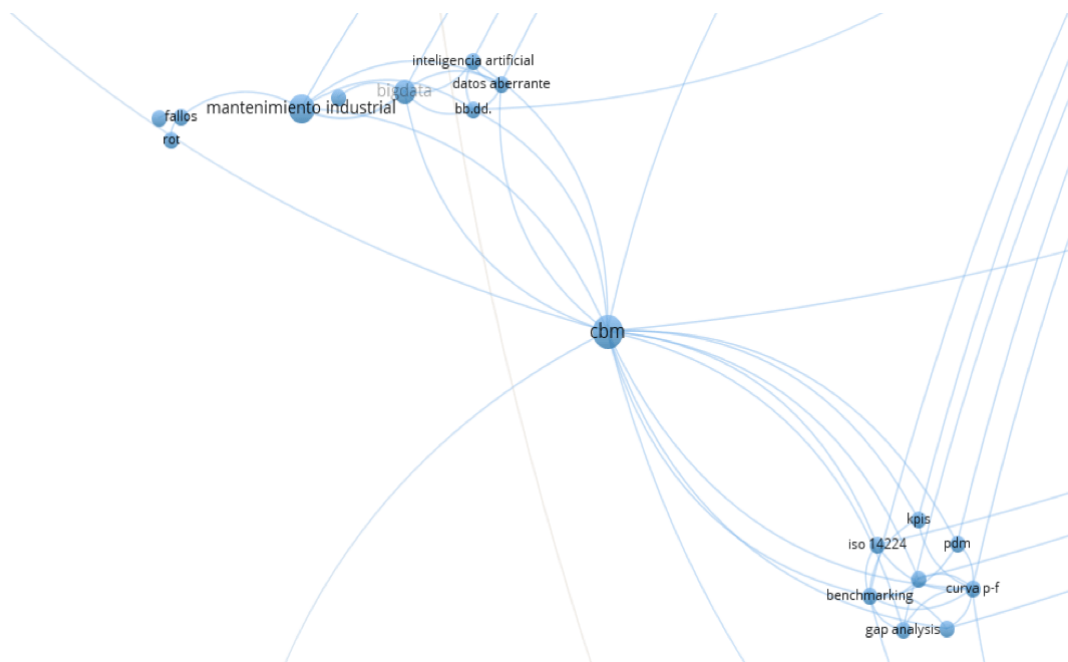 inteligencia artificial
bigdata
datos aberrante
mantenimiento industrial
bb.dd.
fallos
rot
cbm
kpis
iso 14224
pdm
benchmarking
curva p-f
gap analysis